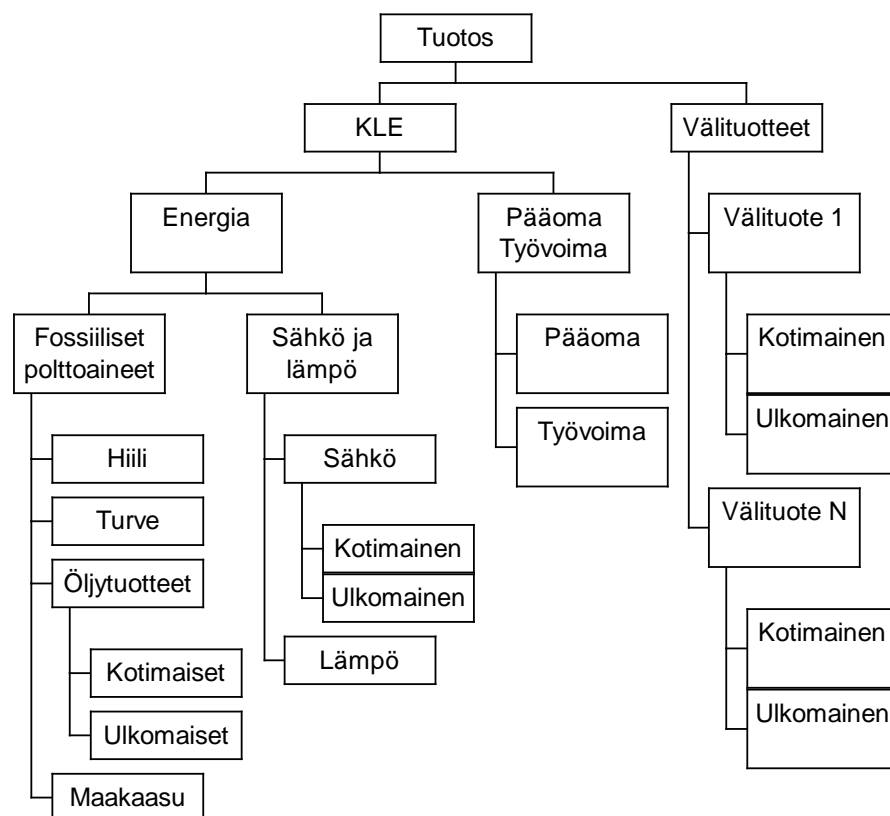 Tuotos
KLE
Välituotteet
Energia
Pääoma
Työvoima
Välituote 1
Fossiiliset
polttoaineet
Sähkö ja
lämpö
Pääoma
Kotimainen
Työvoima
Ulkomainen
Hiili
Sähkö
Turve
Välituote N
Kotimainen
Öljytuotteet
Ulkomainen
Kotimainen
Kotimaiset
Lämpö
Ulkomaiset
Ulkomainen
Maakaasu